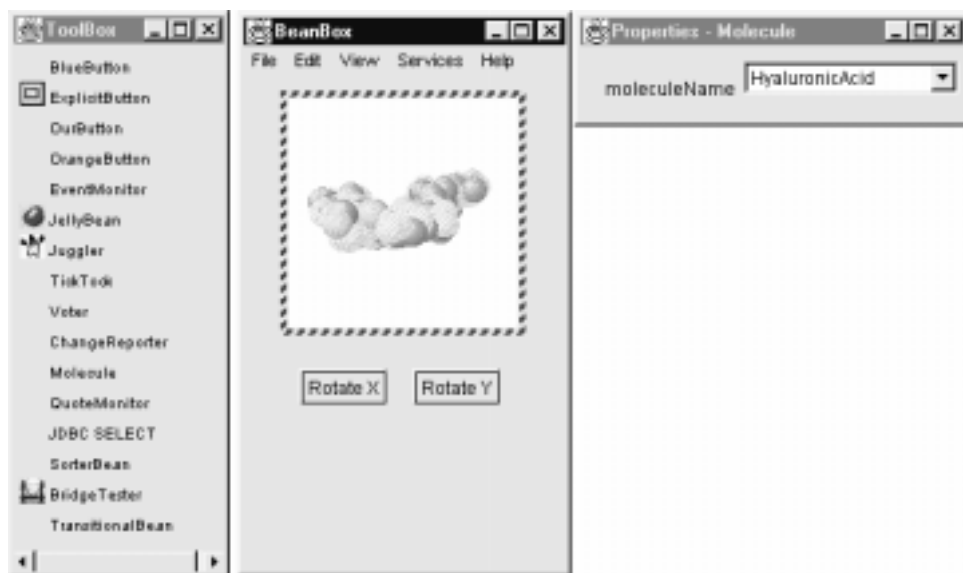 ToolBox
BlueButton
ExplicitButton
OurButton
OrangeButton
EventMonitor
JellyBean
Juggler
TickTock
Voter
ChangeReporter
Molecule
QuoteMonitor
JDBC SELECT
SorterBean
BridgeTester
TransitionalBean
BeanBox
File Edit View Services Help
Rotate X Rotate Y
Properties - Molecule
moleculeName HyaluronicAcid